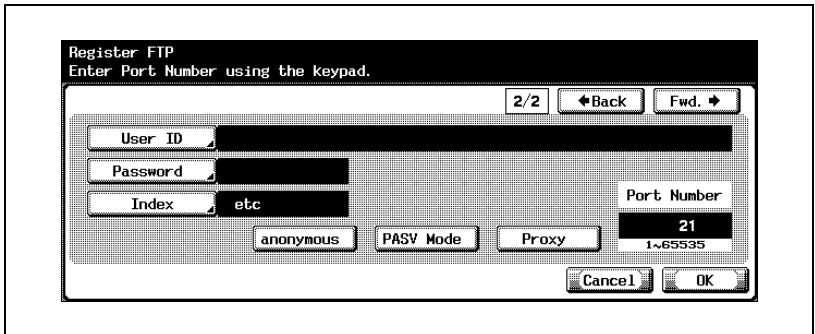 Register FTP
Enter Port Number using the keypad.
2/2 ←Back Fwd. →
User ID
Password
Index etc
Port Number
21
1~65535
anonymous PASV Mode Proxy
Cancel OK